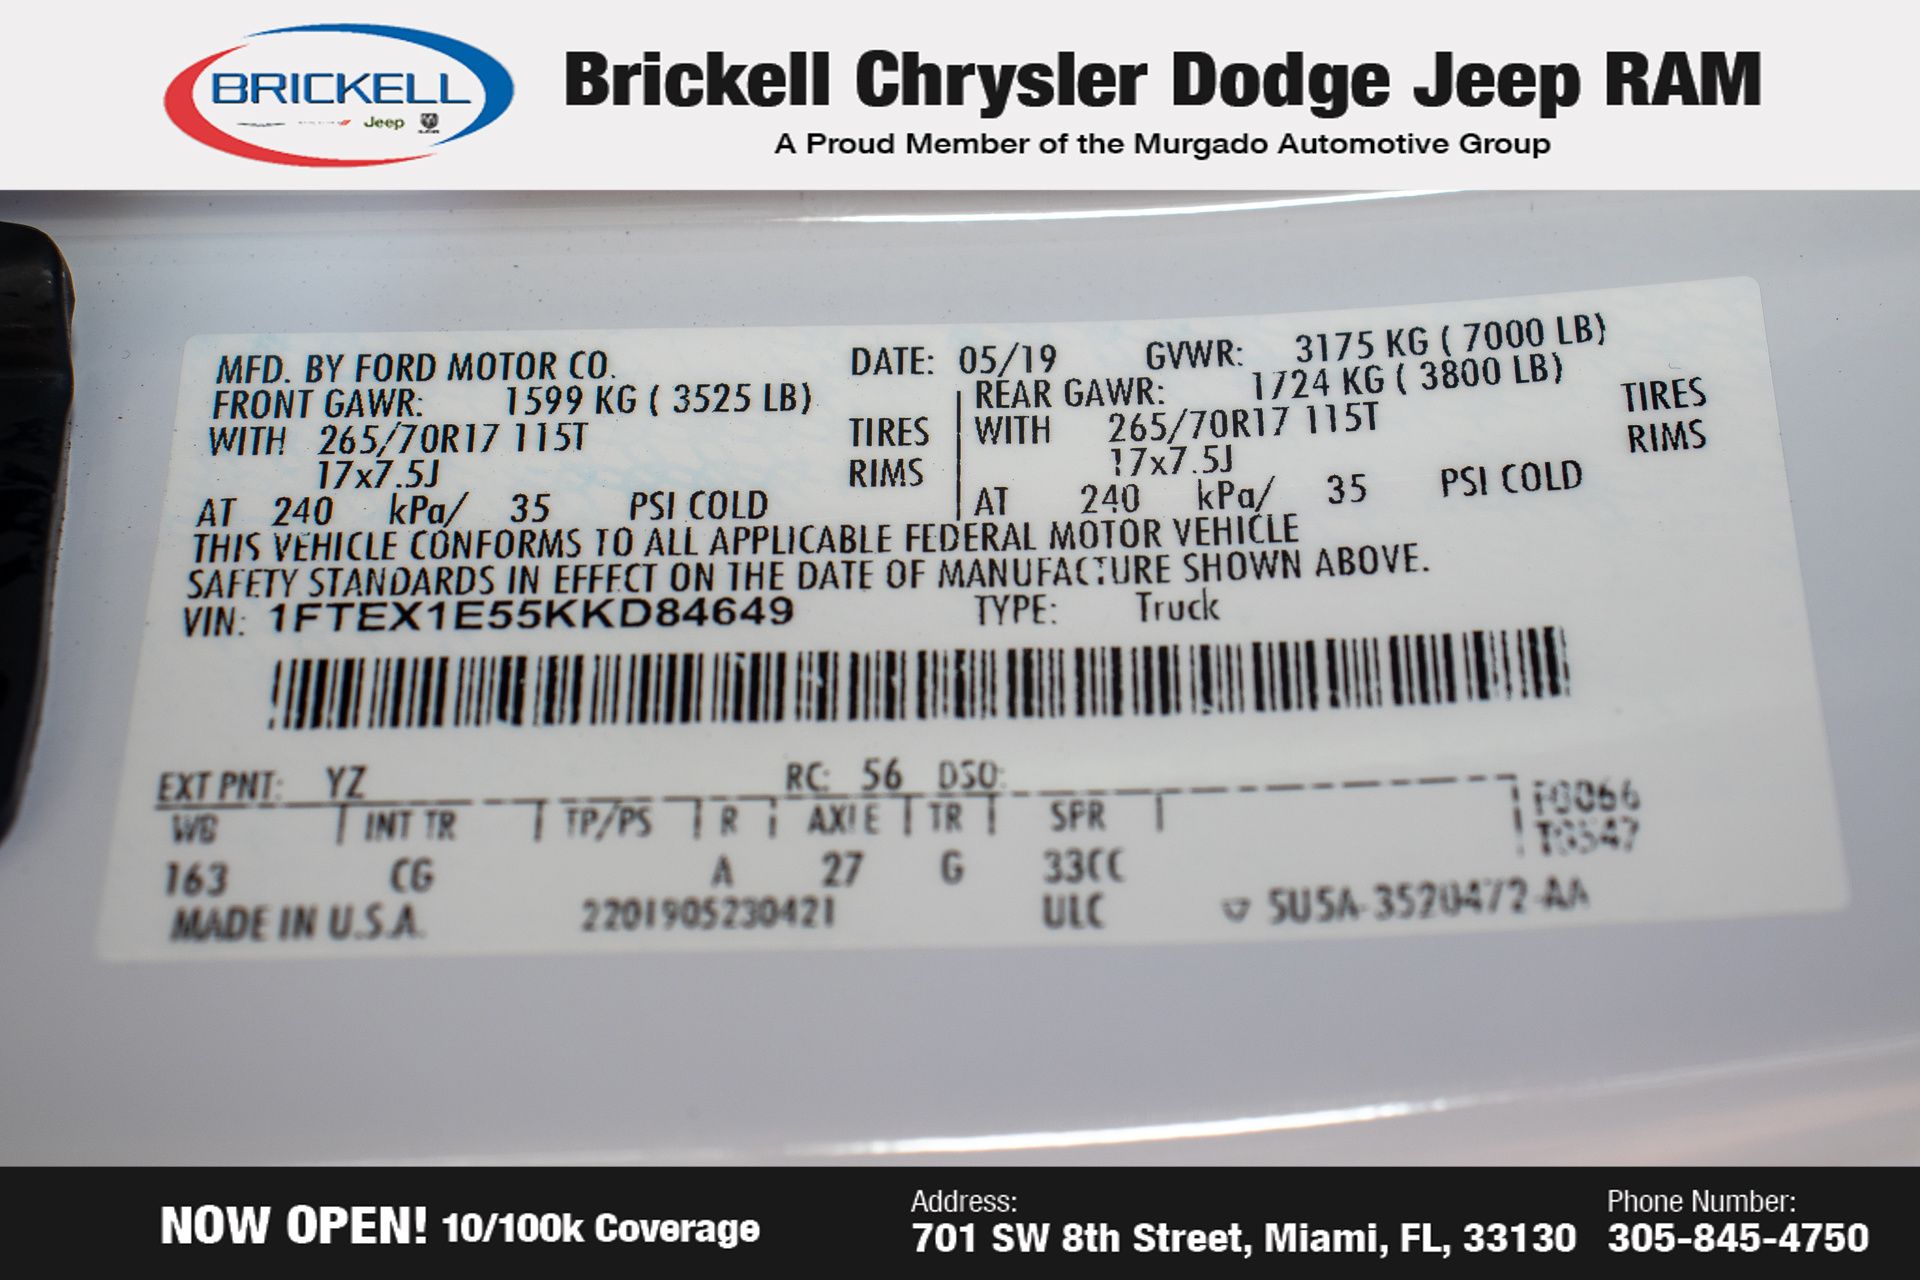 BRICKELL
Jeep
RAM
Brickell Chrysler Dodge Jeep RAM
A Proud Member of the Murgado Automotive Group
MFD. BY FORD MOTOR CO. DATE: 05/19 GVWR: 3175 KG ( 7000 LB)
FRONT GAWR: 1599 KG ( 3525 LB) REAR GAWR: 1724 KG ( 3800 LB)
WITH 265/70R17 115T TIRES WITH 265/70R17 115T TIRES
17x7.5J RIMS 17x7.5J RIMS
AT 240 kPa/ 35 PSI COLD AT 240 kPa/ 35 PSI COLD
THIS VEHICLE CONFORMS TO ALL APPLICABLE FEDERAL MOTOR VEHICLE
SAFETY STANDARDS IN EFFECT ON THE DATE OF MANUFACTURE SHOWN ABOVE.
VIN: 1FTEX1E55KKD84649 TYPE: Truck
EXT PNT: YZ RC: 56 DSO:
WB INT TR TP/PS R AXLE TR SPR
163 CG A 27 G 33CC
MADE IN U.S.A. 2201905230421 ULC 5U5A-3520472-AA
NOW OPEN! 10/100k Coverage
Address:
701 SW 8th Street, Miami, FL, 33130
Phone Number:
305-845-4750